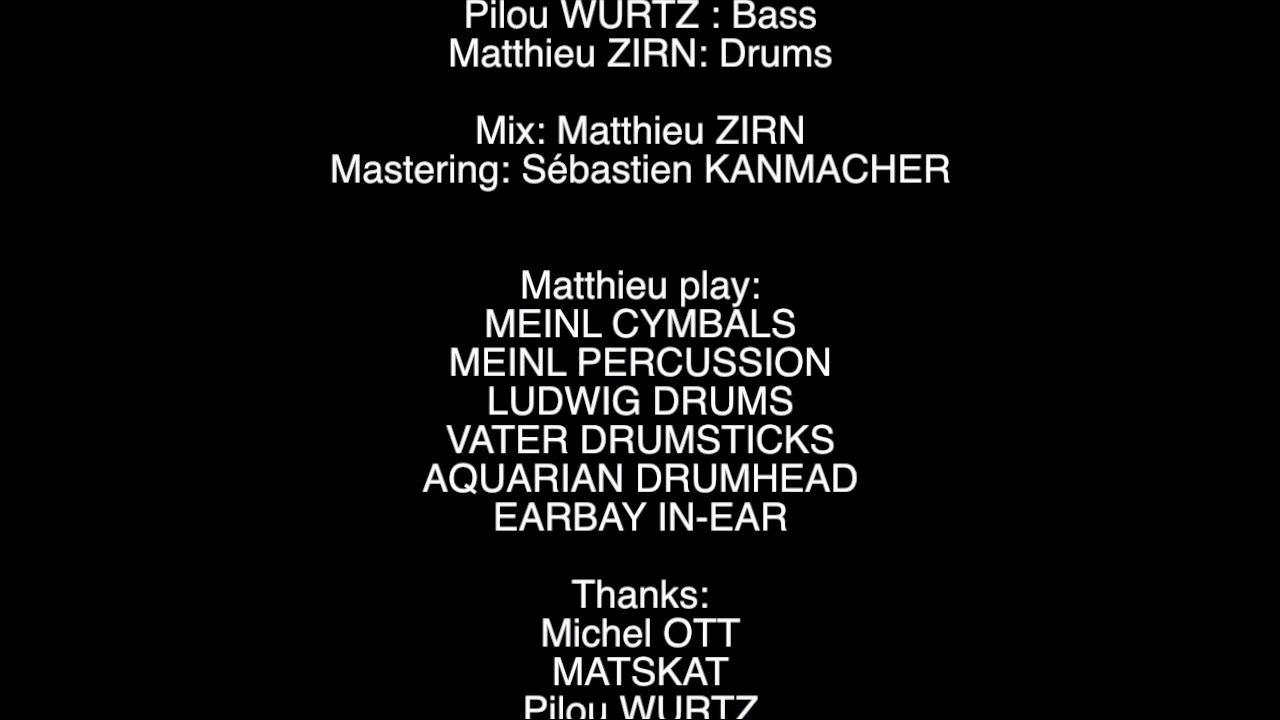 Pilou WURTZ : Bass
Matthieu ZIRN: Drums
Mix: Matthieu ZIRN
Mastering: Sébastien KANMACHER
Matthieu play:
MEINL CYMBALS
MEINL PERCUSSION
LUDWIG DRUMS
VATER DRUMSTICKS
AQUARIAN DRUMHEAD
EARBAY IN-EAR
Thanks:
Michel OTT
MATSKAT
Pilou WURTZ